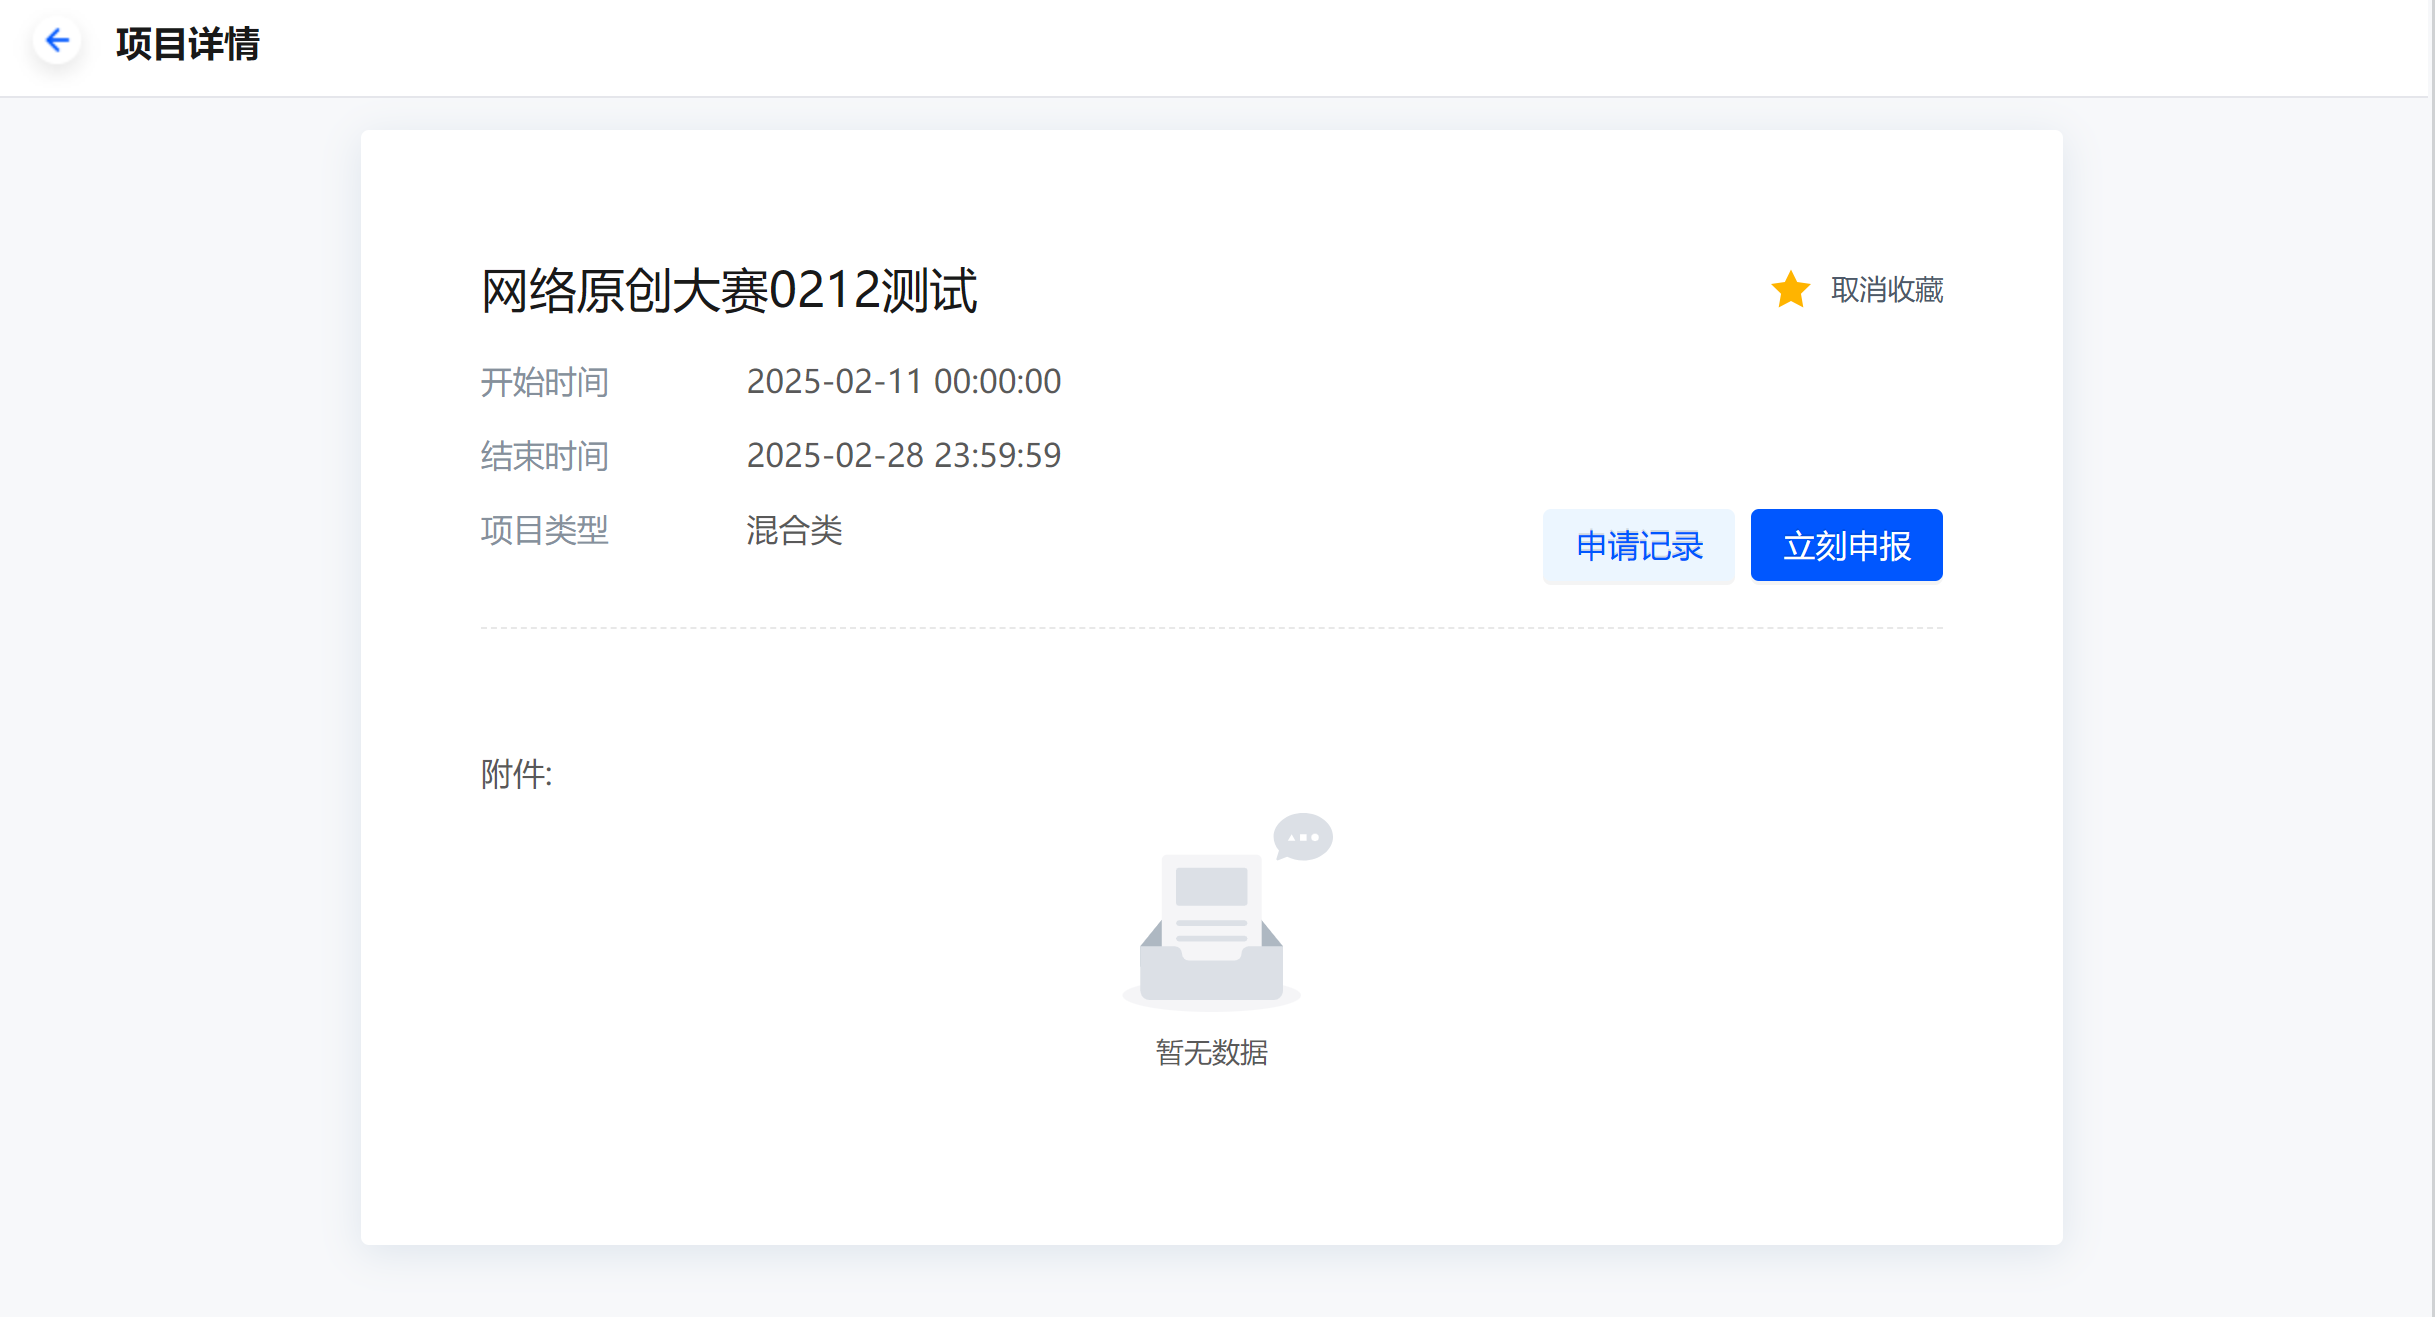 项目详情
网络原创大赛0212测试
取消收藏
开始时间 2025-02-11 00:00:00
结束时间 2025-02-28 23:59:59
项目类型 混合类
申请记录 立刻申报
附件:
暂无数据